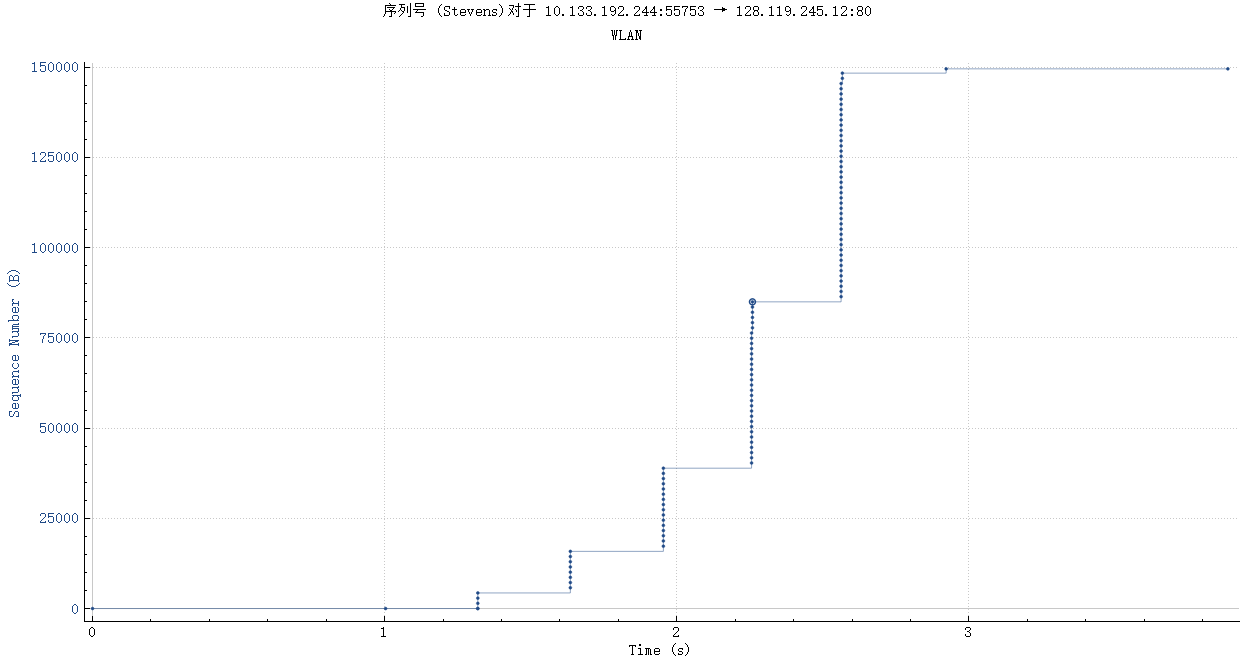 序列号 (Stevens)对于 10.133.192.244:55753 → 128.119.245.12:80
WLAN
150000
125000
100000
75000
50000
25000
0
Sequence Number (B)
0 1 2 3
Time (s)